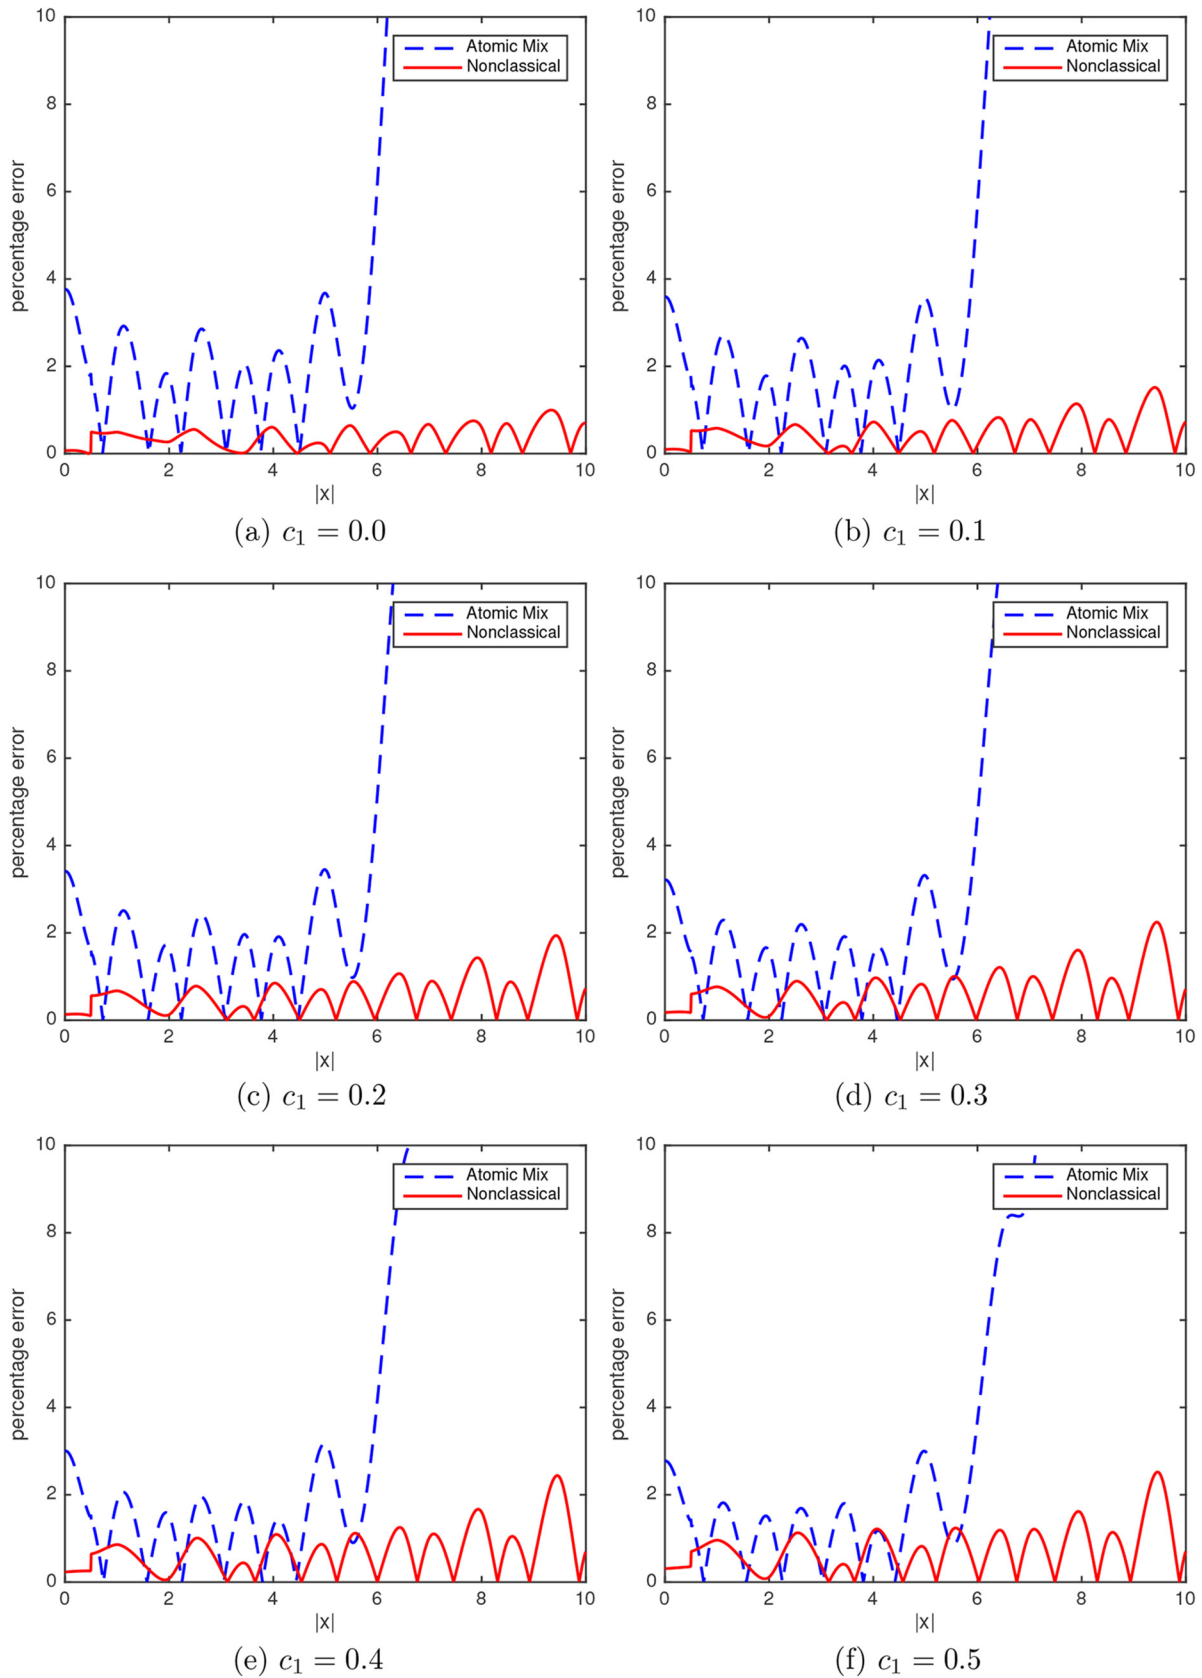 10
8
6
4
2
0
percentage error
Atomic Mix
Nonclassical
0 2 4 6 8 10
|x|
(a) c₁ = 0.0
10
8
6
4
2
0
percentage error
Atomic Mix
Nonclassical
0 2 4 6 8 10
|x|
(b) c₁ = 0.1
10
8
6
4
2
0
percentage error
Atomic Mix
Nonclassical
0 2 4 6 8 10
|x|
(c) c₁ = 0.2
10
8
6
4
2
0
percentage error
Atomic Mix
Nonclassical
0 2 4 6 8 10
|x|
(d) c₁ = 0.3
10
8
6
4
2
0
percentage error
Atomic Mix
Nonclassical
0 2 4 6 8 10
|x|
(e) c₁ = 0.4
10
8
6
4
2
0
percentage error
Atomic Mix
Nonclassical
0 2 4 6 8 10
|x|
(f) c₁ = 0.5